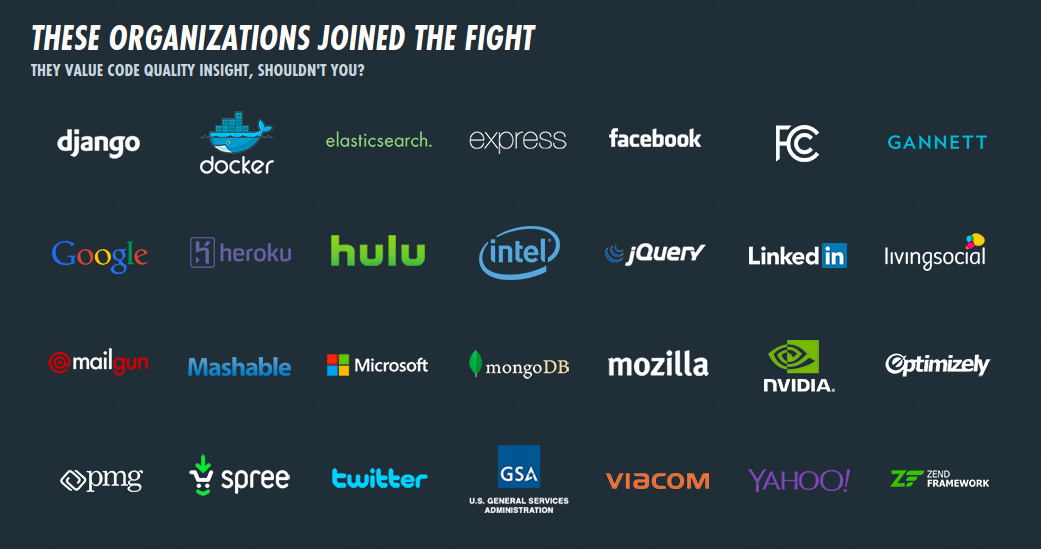 THESE ORGANIZATIONS JOINED THE FIGHT
THEY VALUE CODE QUALITY INSIGHT, SHOULDN'T YOU?
django
docker
elasticsearch.
express
facebook
FCC
GANNETT
Google
heroku
hulu
intel®
jQuery
Linked in
livingsocial
@mailgun
Mashable
Microsoft
mongoDB
mozilla
NVIDIA.
Optimizely
pmg
spree
twitter
GSA
U.S. GENERAL SERVICES
ADMINISTRATION
VIACOM
YAHOO!
ZF ZEND
FRAMEWORK